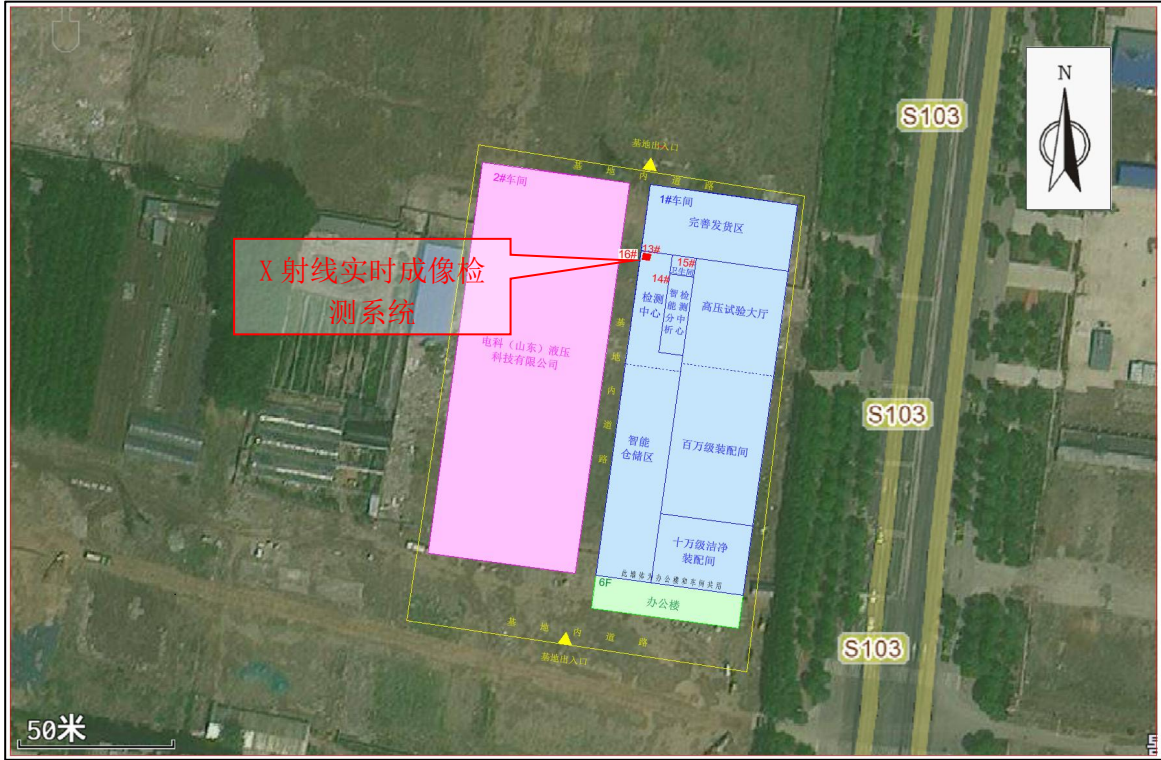 N
S103
基地出入口
基地内道路
2#车间
1#车间
完善发货区
16#
13#
15#
卫生间
14#
X 射线实时成像检
测系统
检测
中心
智能分析
检测中心
高压试验大厅
电科（山东）液压
科技有限公司
基地内道路
S103
智能
仓储区
百万级装配间
十万级洁净
装配间
6F
办公楼
基地内道路
基地出入口
S103
50米